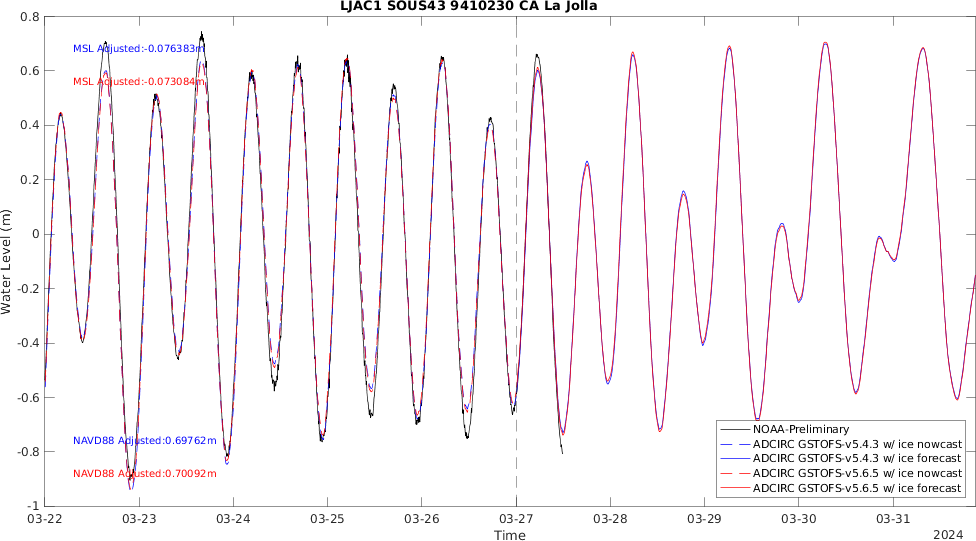 LJAC1 SOUS43 9410230 CA La Jolla
0.8
0.6
0.4
0.2
0
-0.2
-0.4
-0.6
-0.8
-1
Water Level (m)
MSL Adjusted:-0.076383m
MSL Adjusted:-0.073084m
NAVD88 Adjusted:0.69762m
NAVD88 Adjusted:0.70092m
NOAA-Preliminary
ADCIRC GSTOFS-v5.4.3 w/ ice nowcast
ADCIRC GSTOFS-v5.4.3 w/ ice forecast
ADCIRC GSTOFS-v5.6.5 w/ ice nowcast
ADCIRC GSTOFS-v5.6.5 w/ ice forecast
03-22 03-23 03-24 03-25 03-26 03-27 03-28 03-29 03-30 03-31
Time
2024